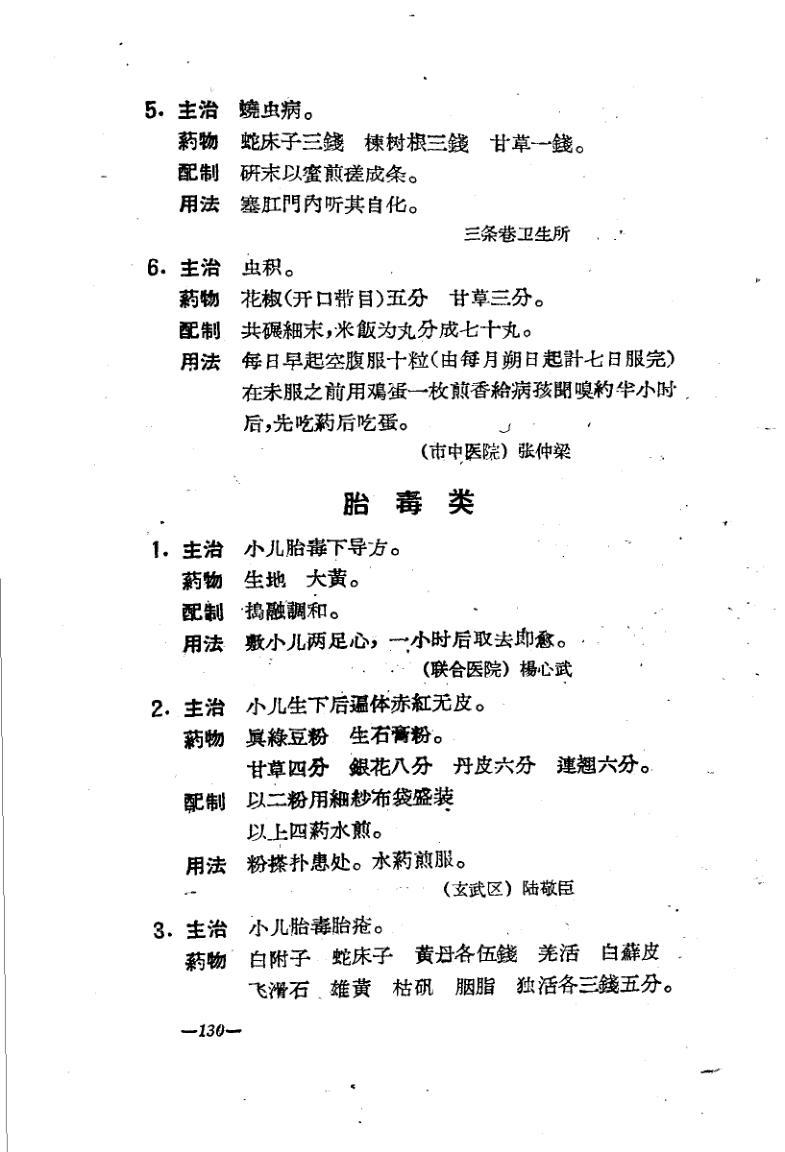 5. 主治 蟯虫病。
葯物 蛇床子三錢 楝树根三錢 甘草一錢。
配制 研末以蜜煎搓成条。
用法 塞肛門內听其自化。
三条巷卫生所
6. 主治 虫积。
葯物 花椒(开口带目)五分 甘草三分。
配制 共碾細末,米飯为丸分成七十丸。
用法 每日早起空腹服十粒(由每月朔日起計七日服完)
在未服之前用鷄蛋一枚煎香給病孩聞嗅約半小时
后,先吃葯后吃蛋。
(市中医院) 张仲梁
胎毒类
1. 主治 小儿胎毒下导方。
葯物 生地 大黃。
配制 搗融調和。
用法 敷小儿两足心,一小时后取去即愈。
(联合医院) 楊心武
2. 主治 小儿生下后遍体赤紅无皮。
葯物 眞綠豆粉 生石膏粉。
甘草四分 銀花八分 丹皮六分 連翹六分。
配制 以二粉用細紗布袋盛装
以上四葯水煎。
用法 粉搽扑患处。水葯煎服。
(玄武区) 陆敬臣
3. 主治 小儿胎毒胎疮。
葯物 白附子 蛇床子 黃丹各伍錢 羌活 白蘚皮
飞滑石 雄黃 枯矾 胭脂 独活各三錢五分。
—130—